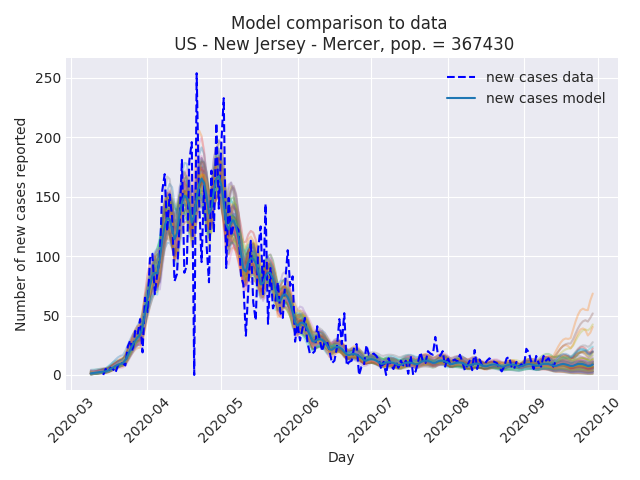 Model comparison to data
US - New Jersey - Mercer, pop. = 367430
new cases data
new cases model
Number of new cases reported
250
200
150
100
50
0
2020-03
2020-04
2020-05
2020-06
2020-07
2020-08
2020-09
2020-10
Day